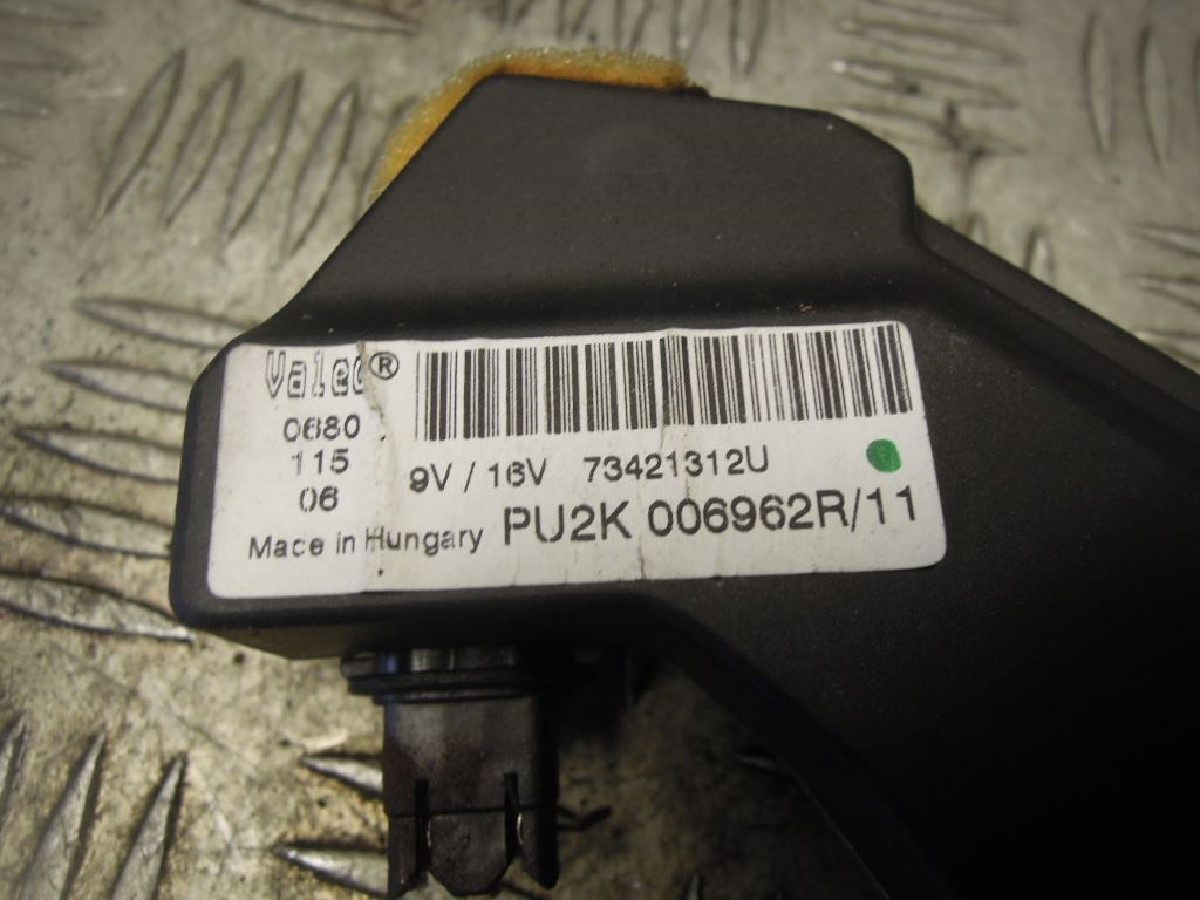 Valeo®
0680
115
06
9V / 16V 73421312U
Made in Hungary PU2K 006962R/11